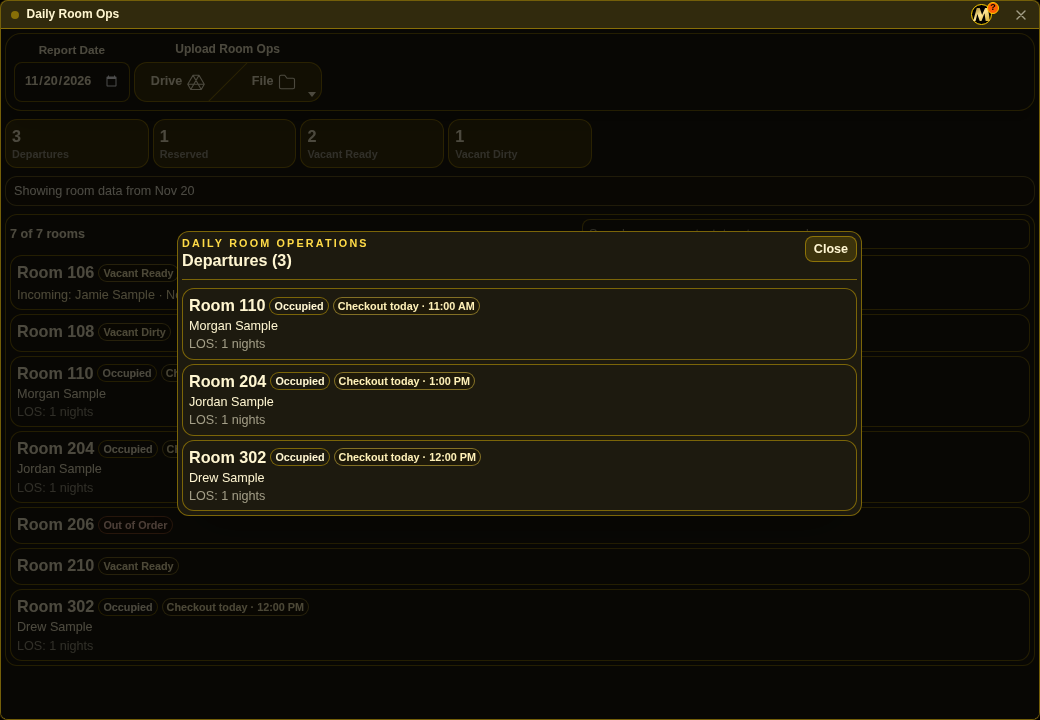 Daily Room Ops
M ?
Report Date
Upload Room Ops
11/20/2026
Drive
File
3
Departures
1
Reserved
2
Vacant Ready
1
Vacant Dirty
Showing room data from Nov 20
7 of 7 rooms
DAILY ROOM OPERATIONS
Departures (3)
Close
Room 110 Occupied Checkout today · 11:00 AM
Morgan Sample
LOS: 1 nights
Room 204 Occupied Checkout today · 1:00 PM
Jordan Sample
LOS: 1 nights
Room 302 Occupied Checkout today · 12:00 PM
Drew Sample
LOS: 1 nights
Room 106 Vacant Ready
Incoming: Jamie Sample ·
Room 108 Vacant Dirty
Room 110 Occupied
Morgan Sample
LOS: 1 nights
Room 204 Occupied
Jordan Sample
LOS: 1 nights
Room 206 Out of Order
Room 210 Vacant Ready
Room 302 Occupied Checkout today · 12:00 PM
Drew Sample
LOS: 1 nights